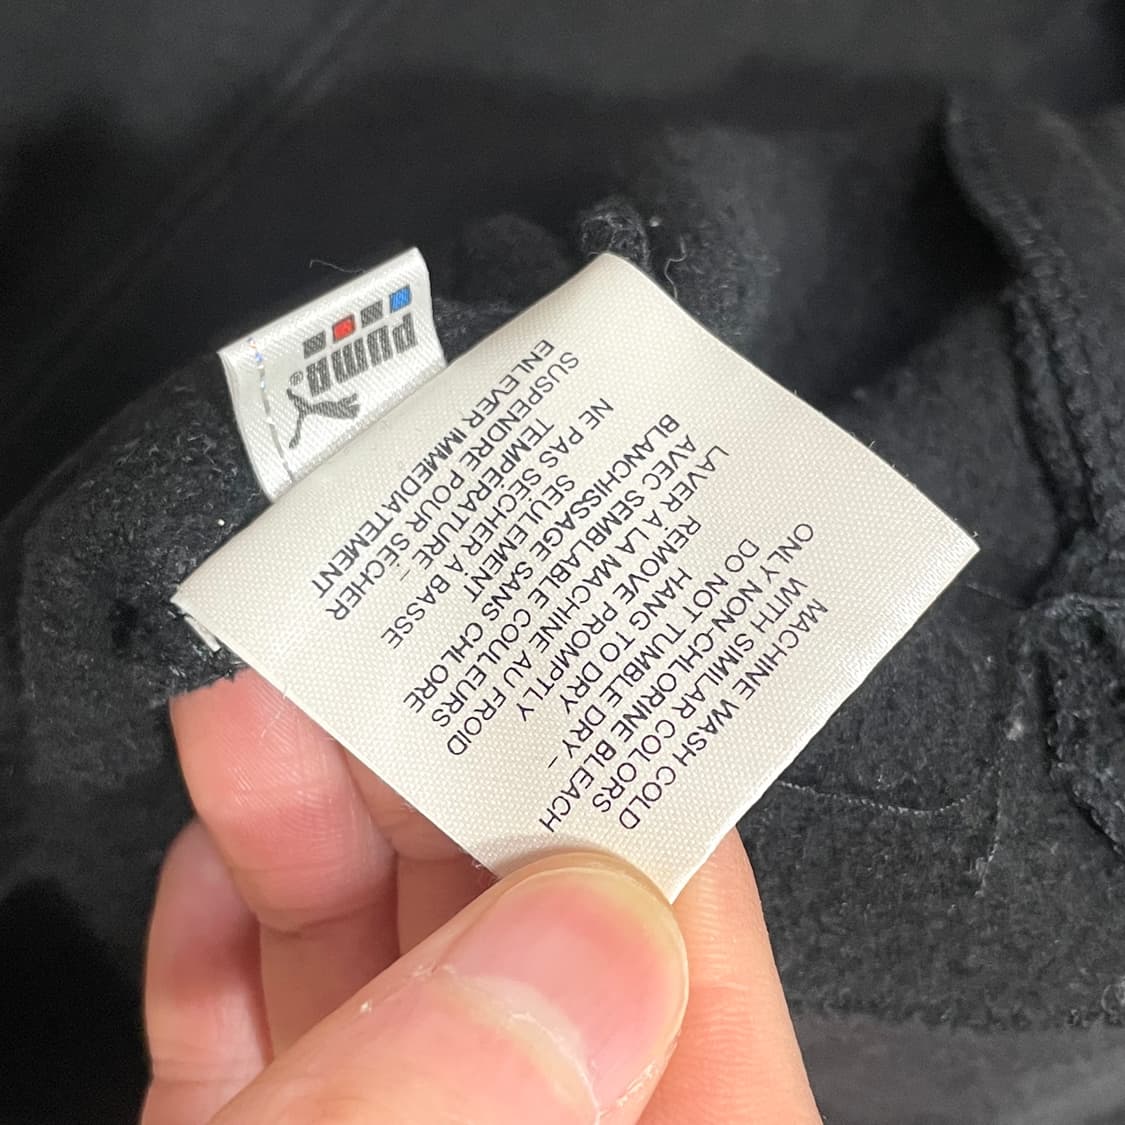 puma®
MACHINE WASH COLD
WITH SIMILAR COLORS
ONLY NON-CHLORINE BLEACH
DO NOT TUMBLE DRY –
HANG TO DRY
REMOVE PROMPTLY
LAVER A LA MACHINE AU FROID
AVEC SEMBLABLE COULEURS
BLANCHISSAGE SANS CHLORE
SEULEMENT
NE PAS SÉCHER À BASSE
TEMPERATURE –
SUSPENDRE POUR SÉCHER
ENLEVER IMMEDIATEMENT